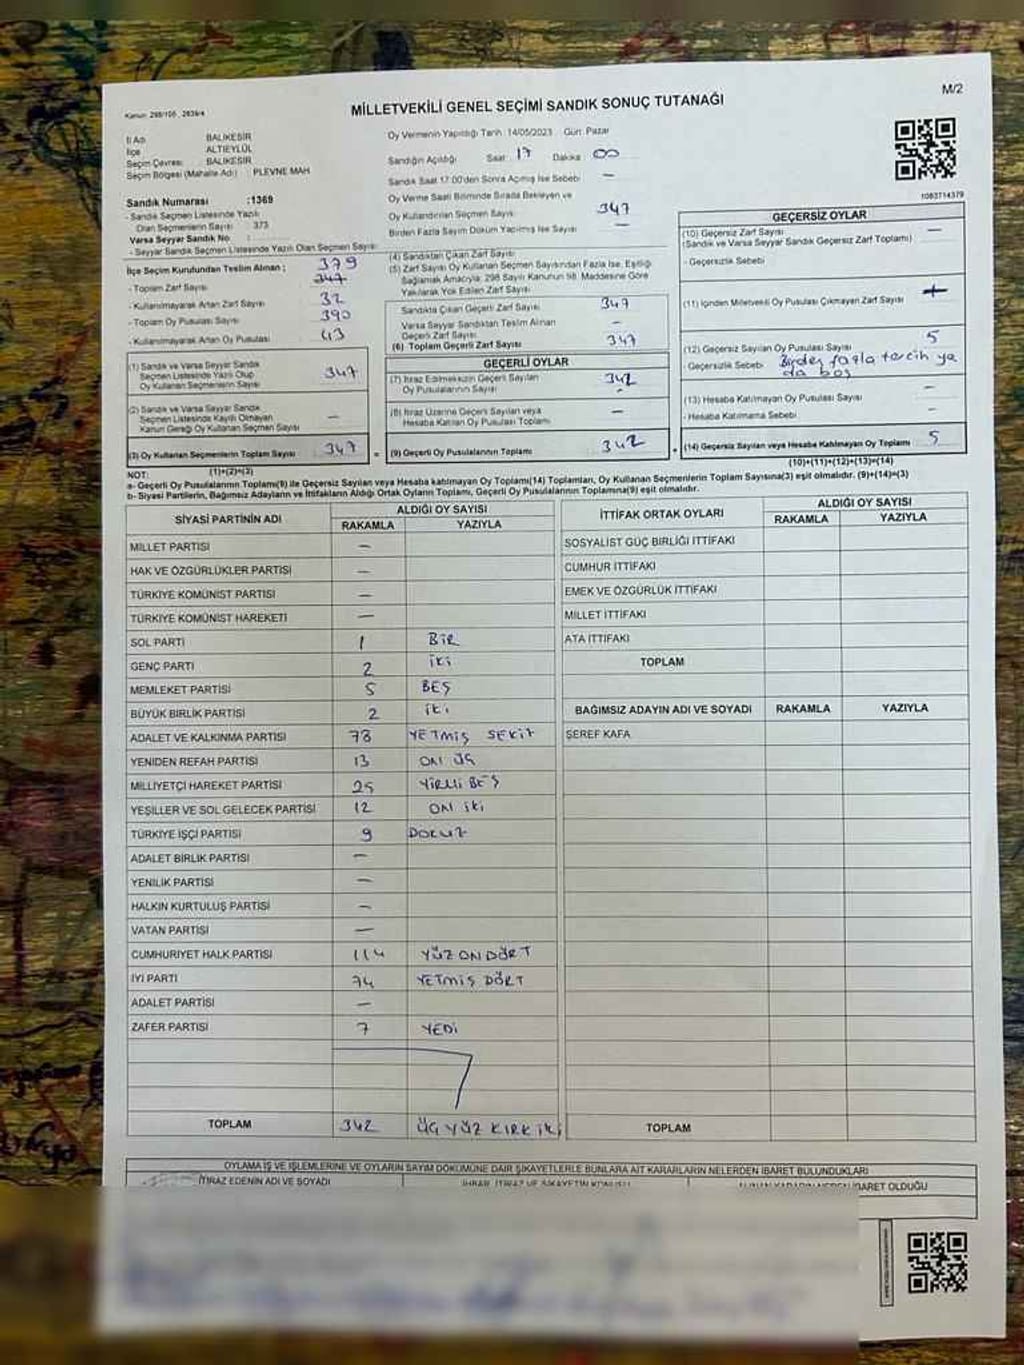 M/2
Kanun: 298/105 , 2839/4
MİLLETVEKİLİ GENEL SEÇİMİ SANDIK SONUÇ TUTANAĞI
İl Adı BALIKESİR
İlçe ALTIEYLÜL
Seçim Çevresi BALIKESİR
Seçim Bölgesi (Mahalle Adı) : PLEVNE MAH
Oy Vermenin Yapıldığı Tarih: 14/05/2023 Gün: Pazar
Sandığın Açıldığı Saat: 17 Dakika: 00
Sandık Saat 17:00'den Sonra Açılmış İse Sebebi —
Oy Verme Saati Bitiminde Sırada Bekleyen ve
Oy Kullandırılan Seçmen Sayısı 347
Birden Fazla Sayım Döküm Yapılmış İse Sayısı —
1083714379
Sandık Numarası :1369
- Sandık Seçmen Listesinde Yazılı
Olan Seçmenlerin Sayısı : 373
Varsa Seyyar Sandık No :
- Seyyar Sandık Seçmen Listesinde Yazılı Olan Seçmen Sayısı:
İlçe Seçim Kurulundan Teslim Alınan ; 379
- Toplam Zarf Sayısı 347
- Kullanılmayarak Artan Zarf Sayısı 32
- Toplam Oy Pusulası Sayısı 390
- Kullanılmayarak Artan Oy Pusulası 43
(1) Sandık ve Varsa Seyyar Sandık
Seçmen Listesinde Yazılı Olup
Oy Kullanan Seçmenlerin Sayısı 347
(2) Sandık ve Varsa Seyyar Sandık
Seçmen Listesinde Kayıtlı Olmayan
Kanun Gereği Oy Kullanan Seçmen Sayısı —
(3) Oy Kullanan Seçmenlerin Toplam Sayısı 347
(1)+(2)=(3)
(4) Sandıktan Çıkan Zarf Sayısı
(5) Zarf Sayısı Oy Kullanan Seçmen Sayısından Fazla İse, Eşitliği
Sağlamak Amacıyla; 298 Sayılı Kanunun 98. Maddesine Göre
Yakılarak Yok Edilen Zarf Sayısı
Sandıkta Çıkan Geçerli Zarf Sayısı 347
Varsa Seyyar Sandıktan Teslim Alınan
Geçerli Zarf Sayısı —
(6) Toplam Geçerli Zarf Sayısı 347
GEÇERLİ OYLAR
(7) İtiraz Edilmeksizin Geçerli Sayılan
Oy Pusulalarının Sayısı 342
(8) İtiraz Üzerine Geçerli Sayılan veya
Hesaba Katılan Oy Pusulası Toplamı —
= (9) Geçerli Oy Pusulalarının Toplamı 342
GEÇERSİZ OYLAR
(10) Geçersiz Zarf Sayısı —
(Sandık ve Varsa Seyyar Sandık Geçersiz Zarf Toplamı)
- Geçersizlik Sebebi
(11) İçinden Milletvekili Oy Pusulası Çıkmayan Zarf Sayısı
(12) Geçersiz Sayılan Oy Pusulası Sayısı 5
- Geçersizlik Sebebi Birden fazla tercih ya
da boş
(13) Hesaba Katılmayan Oy Pusulası Sayısı —
- Hesaba Katılmama Sebebi —
+ (14) Geçersiz Sayılan veya Hesaba Katılmayan Oy Toplamı 5
(10)+(11)+(12)+(13)=(14)
NOT:
a- Geçerli Oy Pusulalarının Toplamı(9) ile Geçersiz Sayılan veya Hesaba katılmayan Oy Toplamı(14) Toplamları, Oy Kullanan Seçmenlerin Toplam Sayısına(3) eşit olmalıdır. (9)+(14)=(3)
b- Siyasi Partilerin, Bağımsız Adayların ve İttifakların Aldığı Ortak Oyların Toplamı, Geçerli Oy Pusulalarının Toplamına(9) eşit olmalıdır.
SİYASİ PARTİNİN ADI ALDIĞI OY SAYISI
RAKAMLA YAZIYLA
MİLLET PARTİSİ —
HAK VE ÖZGÜRLÜKLER PARTİSİ —
TÜRKİYE KOMÜNİST PARTİSİ —
TÜRKİYE KOMÜNİST HAREKETİ —
SOL PARTİ 1 BİR
GENÇ PARTİ 2 İKİ
MEMLEKET PARTİSİ 5 BEŞ
BÜYÜK BİRLİK PARTİSİ 2 İKİ
ADALET VE KALKINMA PARTİSİ 78 YETMİŞ SEKİZ
YENİDEN REFAH PARTİSİ 13 ON ÜÇ
MİLLİYETÇİ HAREKET PARTİSİ 25 YİRMİ BEŞ
YEŞİLLER VE SOL GELECEK PARTİSİ 12 ON İKİ
TÜRKİYE İŞÇİ PARTİSİ 9 DOKUZ
ADALET BİRLİK PARTİSİ —
YENİLİK PARTİSİ —
HALKIN KURTULUŞ PARTİSİ —
VATAN PARTİSİ —
CUMHURİYET HALK PARTİSİ 114 YÜZ ON DÖRT
İYİ PARTİ 74 YETMİŞ DÖRT
ADALET PARTİSİ —
ZAFER PARTİSİ 7 YEDİ
TOPLAM 342 ÜÇ YÜZ KIRK İKİ
İTTİFAK ORTAK OYLARI ALDIĞI OY SAYISI
RAKAMLA YAZIYLA
SOSYALİST GÜÇ BİRLİĞİ İTTİFAKI
CUMHUR İTTİFAKI
EMEK VE ÖZGÜRLÜK İTTİFAKI
MİLLET İTTİFAKI
ATA İTTİFAKI
TOPLAM
BAĞIMSIZ ADAYIN ADI VE SOYADI RAKAMLA YAZIYLA
ŞEREF KAFA
TOPLAM
OYLAMA İŞ VE İŞLEMLERİNE VE OYLARIN SAYIM DÖKÜMÜNE DAİR ŞİKAYETLERLE BUNLARA AİT KARARLARIN NELERDEN İBARET BULUNDUKLARI
İTİRAZ EDENİN ADI VE SOYADI İHBAR, İTİRAZ VE ŞİKAYETİN KONUSU İBARET OLDUĞU